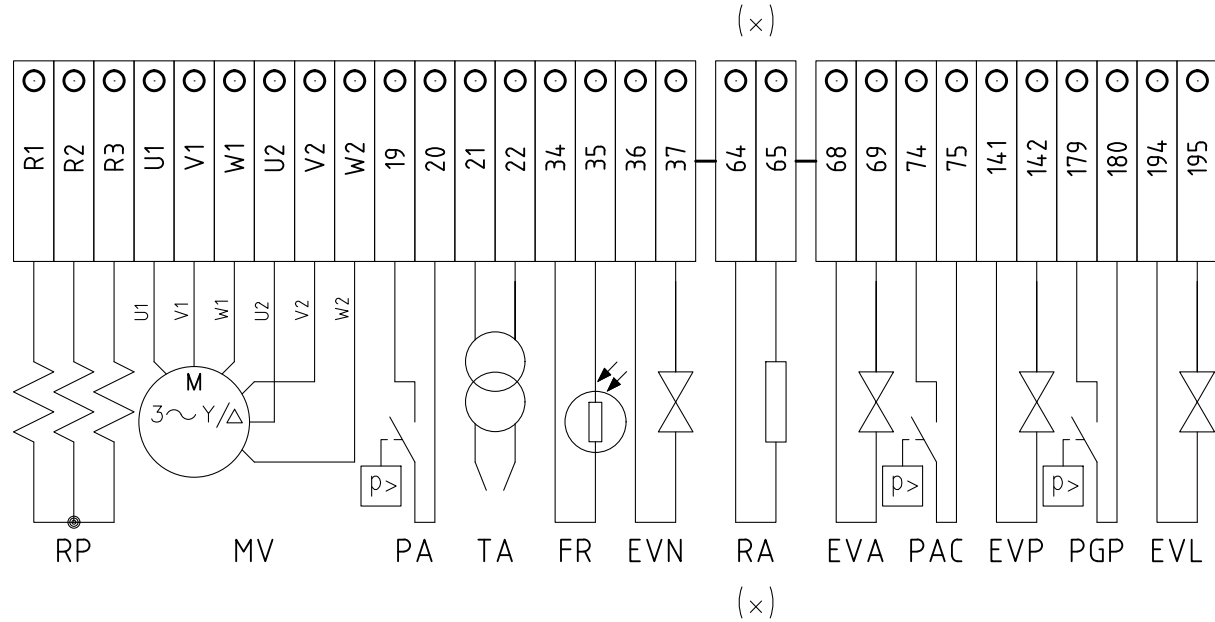 (x)
R1 R2 R3 U1 V1 W1 U2 V2 W2 19 20 21 22 34 35 36 37 64 65 68 69 74 75 141 142 179 180 194 195
U1 V1 W1 U2 V2 W2
M
3~ Y/Δ
p> p> p>
RP MV PA TA FR EVN RA EVA PAC EVP PGP EVL
(x)